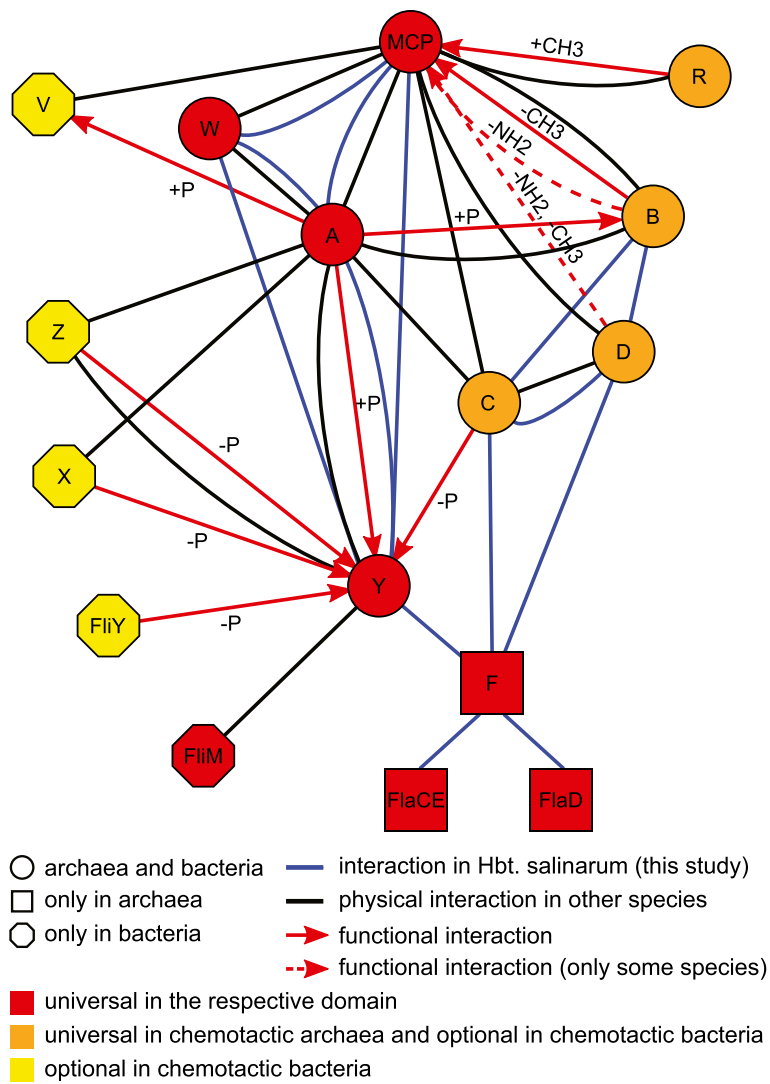 MCP
+CH3
R
V
W
-CH3
-NH2
+P
-NH2, -CH3
+P
B
A
Z
D
+P
C
-P
X
-P
-P
Y
FliY
-P
F
FliM
FlaCE
FlaD
archaea and bacteria
only in archaea
only in bacteria
interaction in Hbt. salinarum (this study)
physical interaction in other species
functional interaction
functional interaction (only some species)
universal in the respective domain
universal in chemotactic archaea and optional in chemotactic bacteria
optional in chemotactic bacteria